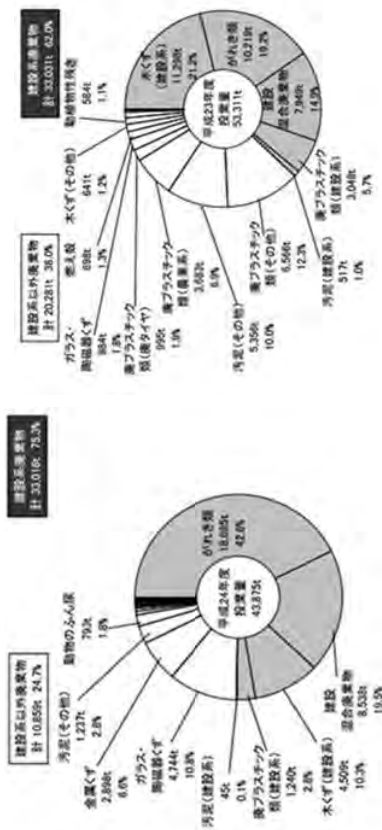 建設系以外廃棄物
計 10,859t 24.7%
建設系廃棄物
計 33,016t 75.3%
動物のふん尿
793t
1.8%
汚泥(その他)
1,237t
2.8%
金属くず
2,898t
6.6%
ガラス・
陶磁器くず
4,744t
10.8%
汚泥(建設系)
45t
0.1%
廃プラスチック
類(建設系)
1,240t
2.8%
木くず(建設系)
4,509t
10.3%
建設
混合廃棄物
8,538t
19.5%
がれき類
18,685t
42.6%
平成24年度
投棄量
43,875t
建設系以外廃棄物
計 20,281t 38.0%
建設系廃棄物
計 33,031t 62.0%
動植物性残さ
584t
1.1%
木くず(その他)
641t
1.2%
燃え殻
698t
1.3%
ガラス・
陶磁器くず
984t
1.8%
廃プラスチック
類(廃タイヤ)
995t
1.9%
廃プラスチック
類(農業系)
3,683t
6.9%
汚泥(その他)
5,356t
10.0%
廃プラスチック
類(その他)
6,566t
12.3%
汚泥(建設系)
517t
1.0%
廃プラスチック
類(建設系)
3,048t
5.7%
建設
混合廃棄物
7,949t
14.9%
がれき類
10,219t
19.2%
木くず
(建設系)
11,298t
21.2%
平成23年度
投棄量
53,311t